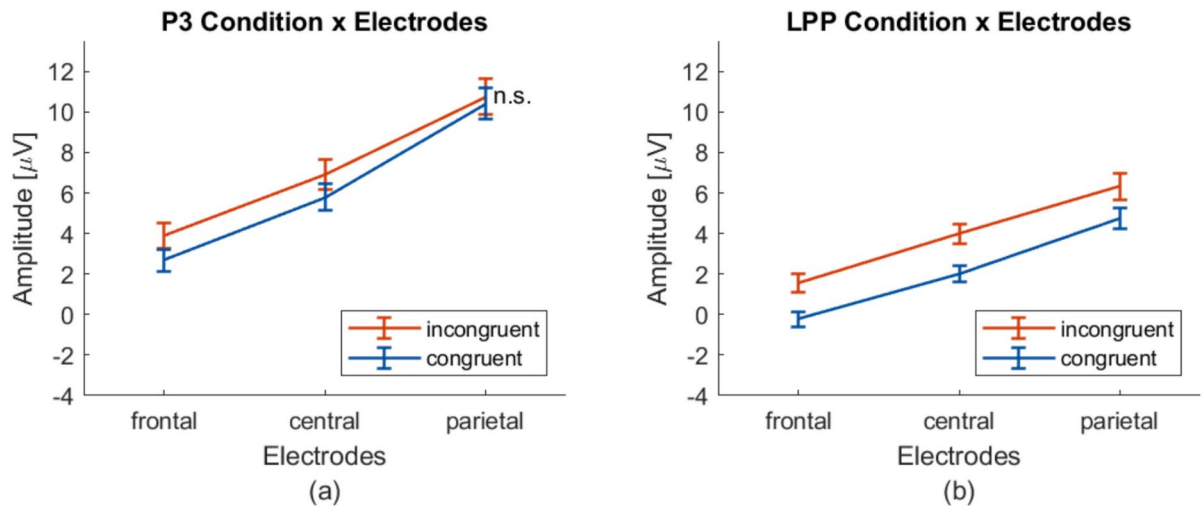 P3 Condition x Electrodes
Amplitude [μV]
12
10
8
6
4
2
0
-2
-4
n.s.
incongruent
congruent
frontal central parietal
Electrodes
(a)
LPP Condition x Electrodes
Amplitude [μV]
12
10
8
6
4
2
0
-2
-4
incongruent
congruent
frontal central parietal
Electrodes
(b)